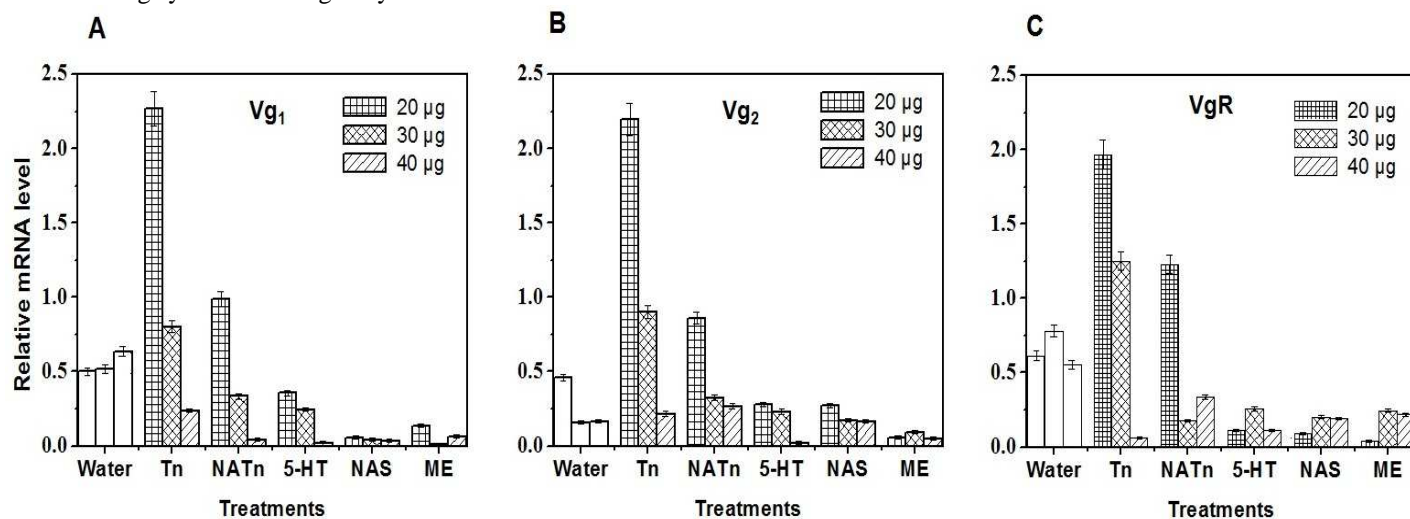 A
B
C
Relative mRNA level
2.5
2.0
1.5
1.0
0.5
0.0
Vg1
20 µg
30 µg
40 µg
Water Tn NATn 5-HT NAS ME
Treatments
2.5
2.0
1.5
1.0
0.5
0.0
Vg2
20 µg
30 µg
40 µg
Water Tn NATn 5-HT NAS ME
Treatments
2.5
2.0
1.5
1.0
0.5
0.0
VgR
20 µg
30 µg
40 µg
Water Tn NATn 5-HT NAS ME
Treatments